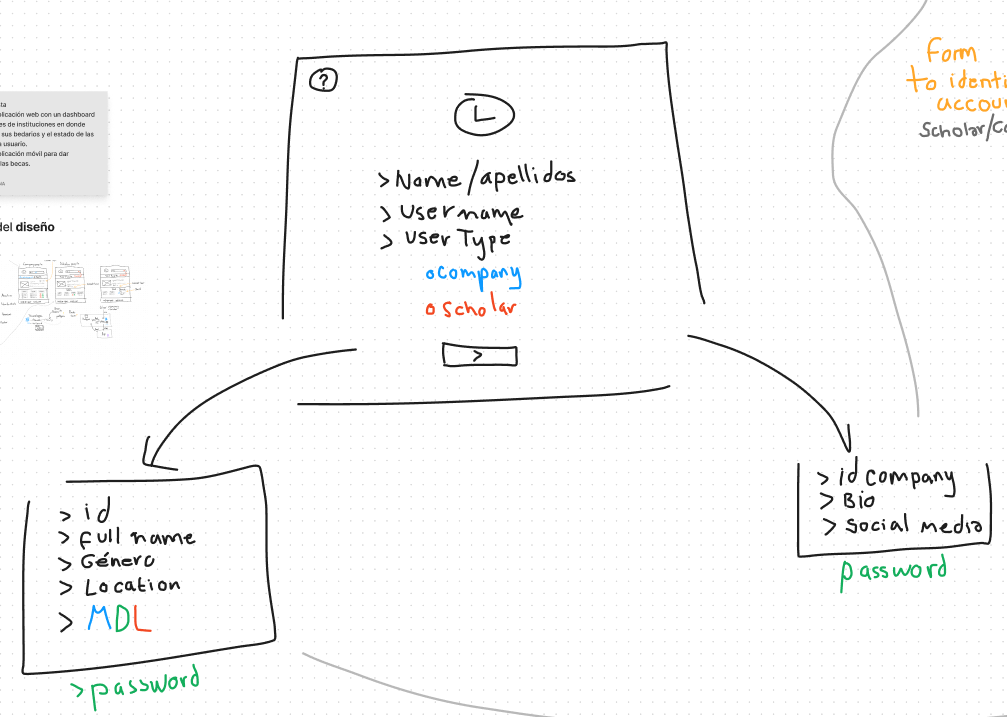 ?
L
> Nome/apellidos
> Username
> User Type
o company
o scholar
>
> id
> full name
> Género
> Location
> MDL
> password
> id company
> Bio
> social media
password
Form
to identi
accou
Scholar/Co
ta
licación web con un dashboard
es de instituciones en donde
sus bedarios y el estado de las
a usuario.
licación móvil para dar
las becas.
del diseño